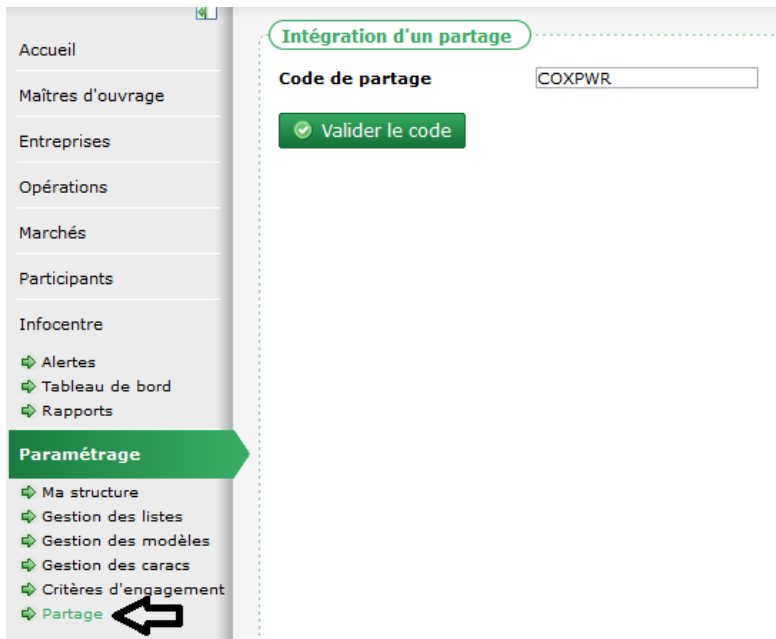 Accueil
Maîtres d'ouvrage
Entreprises
Opérations
Marchés
Participants
Infocentre
Alertes
Tableau de bord
Rapports
Paramétrage
Ma structure
Gestion des listes
Gestion des modèles
Gestion des caracs
Critères d'engagement
Partage
Intégration d'un partage
Code de partage COXPWR
Valider le code